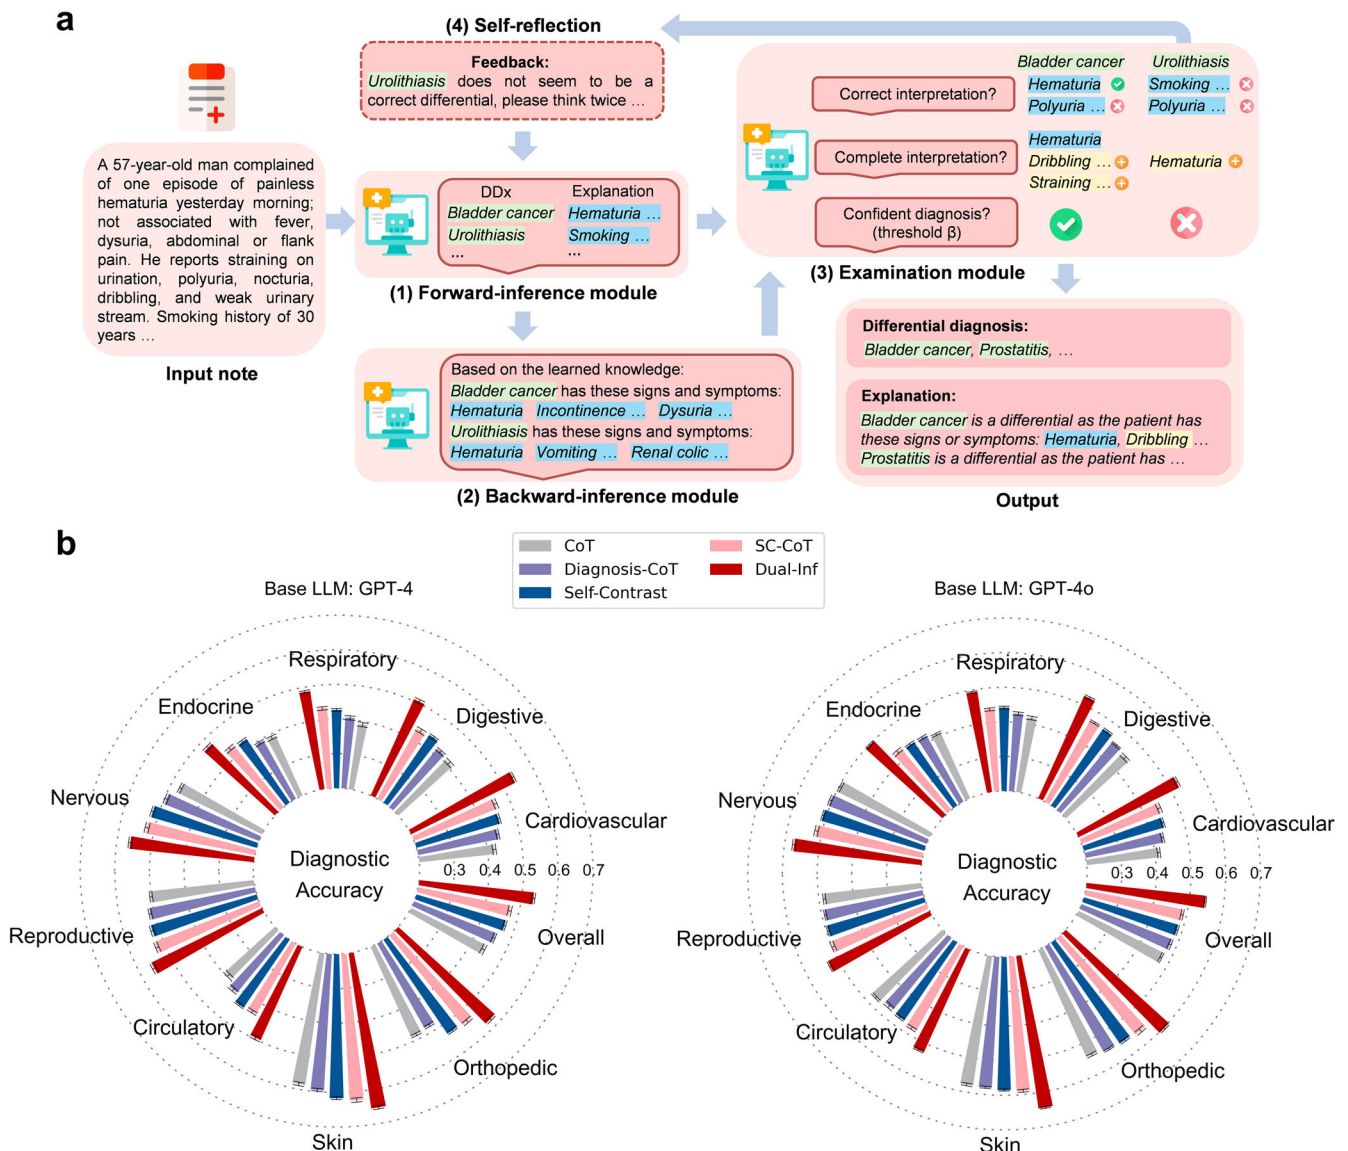 a
(4) Self-reflection
Feedback:
Urolithiasis does not seem to be a
correct differential, please think twice ...
A 57-year-old man complained
of one episode of painless
hematuria yesterday morning;
not associated with fever,
dysuria, abdominal or flank
pain. He reports straining on
urination, polyuria, nocturia,
dribbling, and weak urinary
stream. Smoking history of 30
years ...
Input note
DDx Explanation
Bladder cancer Hematuria ...
Urolithiasis Smoking ...
... ...
(1) Forward-inference module
Based on the learned knowledge:
Bladder cancer has these signs and symptoms:
Hematuria Incontinence ... Dysuria ...
Urolithiasis has these signs and symptoms:
Hematuria Vomiting ... Renal colic ...
(2) Backward-inference module
Bladder cancer Urolithiasis
Correct interpretation?
Hematuria Smoking ...
Polyuria ... Polyuria ...
Complete interpretation?
Hematuria
Dribbling ... Hematuria
Straining ...
Confident diagnosis?
(threshold β)
(3) Examination module
Differential diagnosis:
Bladder cancer, Prostatitis, ...
Explanation:
Bladder cancer is a differential as the patient has
these signs or symptoms: Hematuria, Dribbling ...
Prostatitis is a differential as the patient has ...
Output
b
CoT SC-CoT
Diagnosis-CoT Dual-Inf
Self-Contrast
Base LLM: GPT-4
Respiratory
Endocrine
Digestive
Nervous
Cardiovascular
Diagnostic
Accuracy
0.3 0.4 0.5 0.6 0.7
Reproductive
Overall
Circulatory
Orthopedic
Skin
Base LLM: GPT-4o
Respiratory
Endocrine
Digestive
Nervous
Cardiovascular
Diagnostic
Accuracy
0.3 0.4 0.5 0.6 0.7
Reproductive
Overall
Circulatory
Orthopedic
Skin